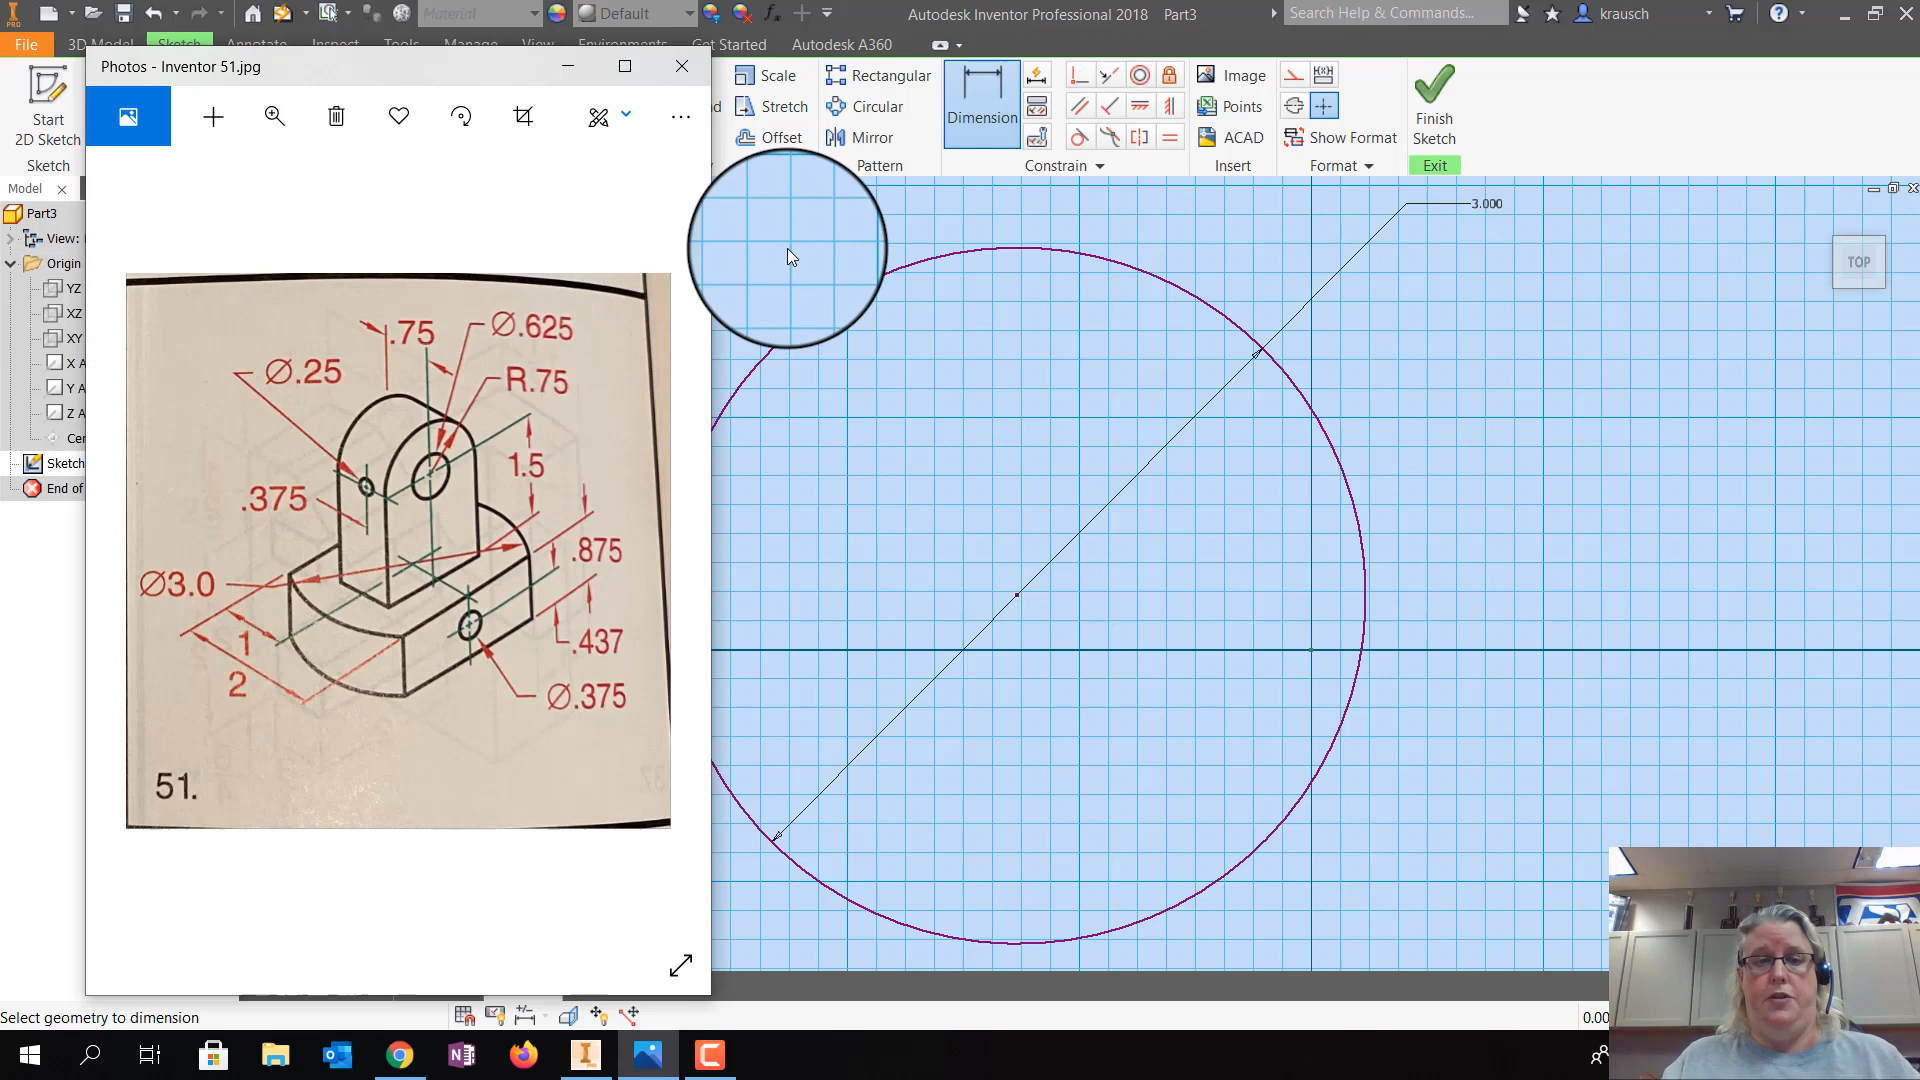 PRO
Material
Default
Autodesk Inventor Professional 2018 Part3
Search Help & Commands...
krausch
File
3D Model
Sketch
Annotate
Inspect
Tools
Manage
View
Environments
Get Started
Autodesk A360
Photos - Inventor 51.jpg
Start
2D Sketch
Sketch
Scale
Stretch
Offset
Rectangular
Circular
Mirror
Pattern
Dimension
Constrain
Image
Points
ACAD
Insert
Show Format
Format
Finish
Sketch
Exit
Model
Part3
View:
Origin
YZ
XZ
XY
X A
Y A
Z A
Cen
Sketch
End of
3.000
TOP
.75
Ø.625
Ø.25
R.75
1.5
.375
.875
Ø3.0
1
.437
2
Ø.375
51.
Select geometry to dimension
0.00